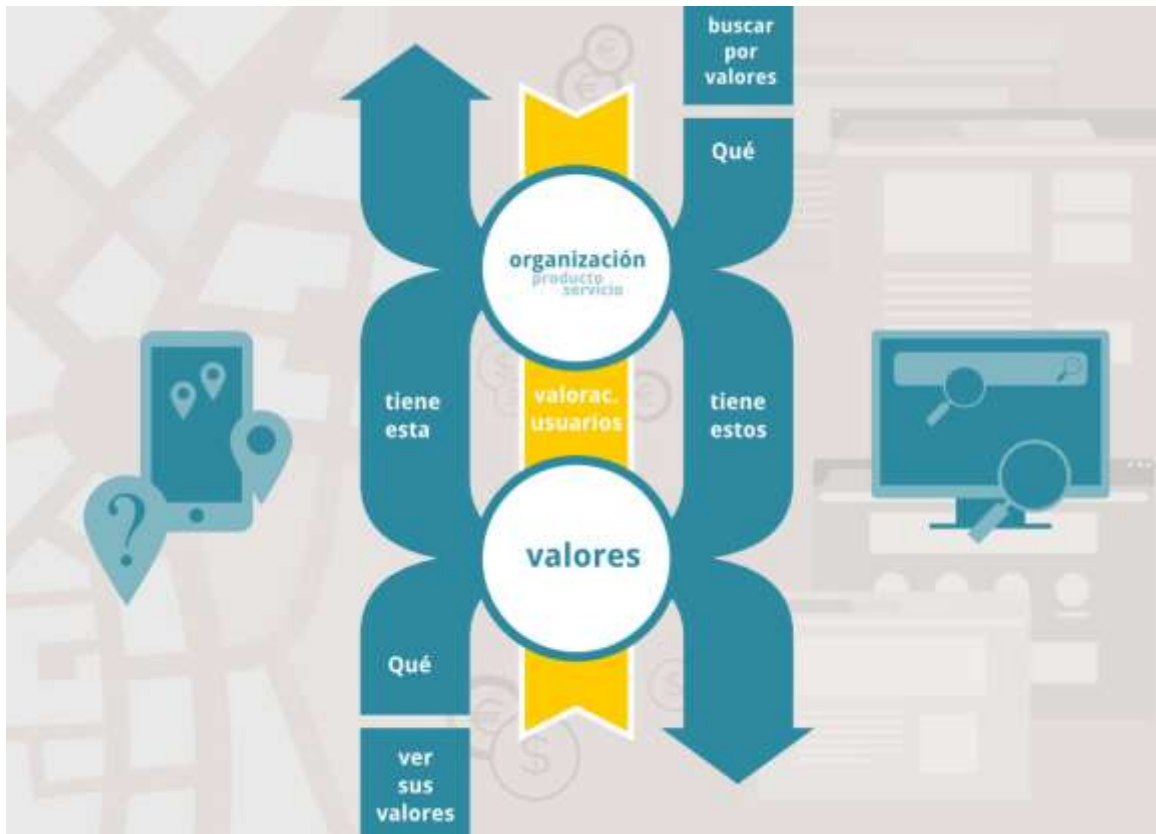 buscar
por
valores
Qué
organización
producto
servicio
tiene
esta
valorac.
usuarios
tiene
estos
?
valores
Qué
ver
sus
valores
€
€
$
€
$
€
$